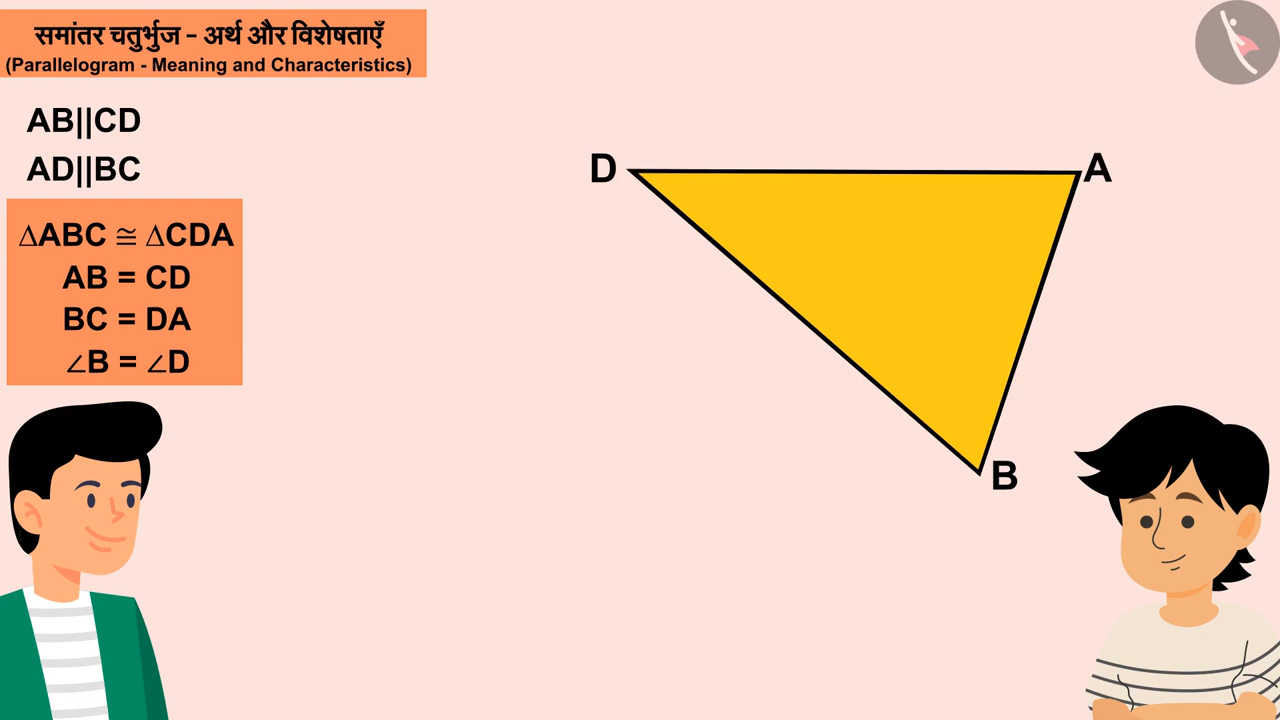 समांतर चतुर्भुज - अर्थ और विशेषताएँ
(Parallelogram - Meaning and Characteristics)
AB||CD
AD||BC
∆ABC ≅ ∆CDA
AB = CD
BC = DA
∠B = ∠D
D
A
B